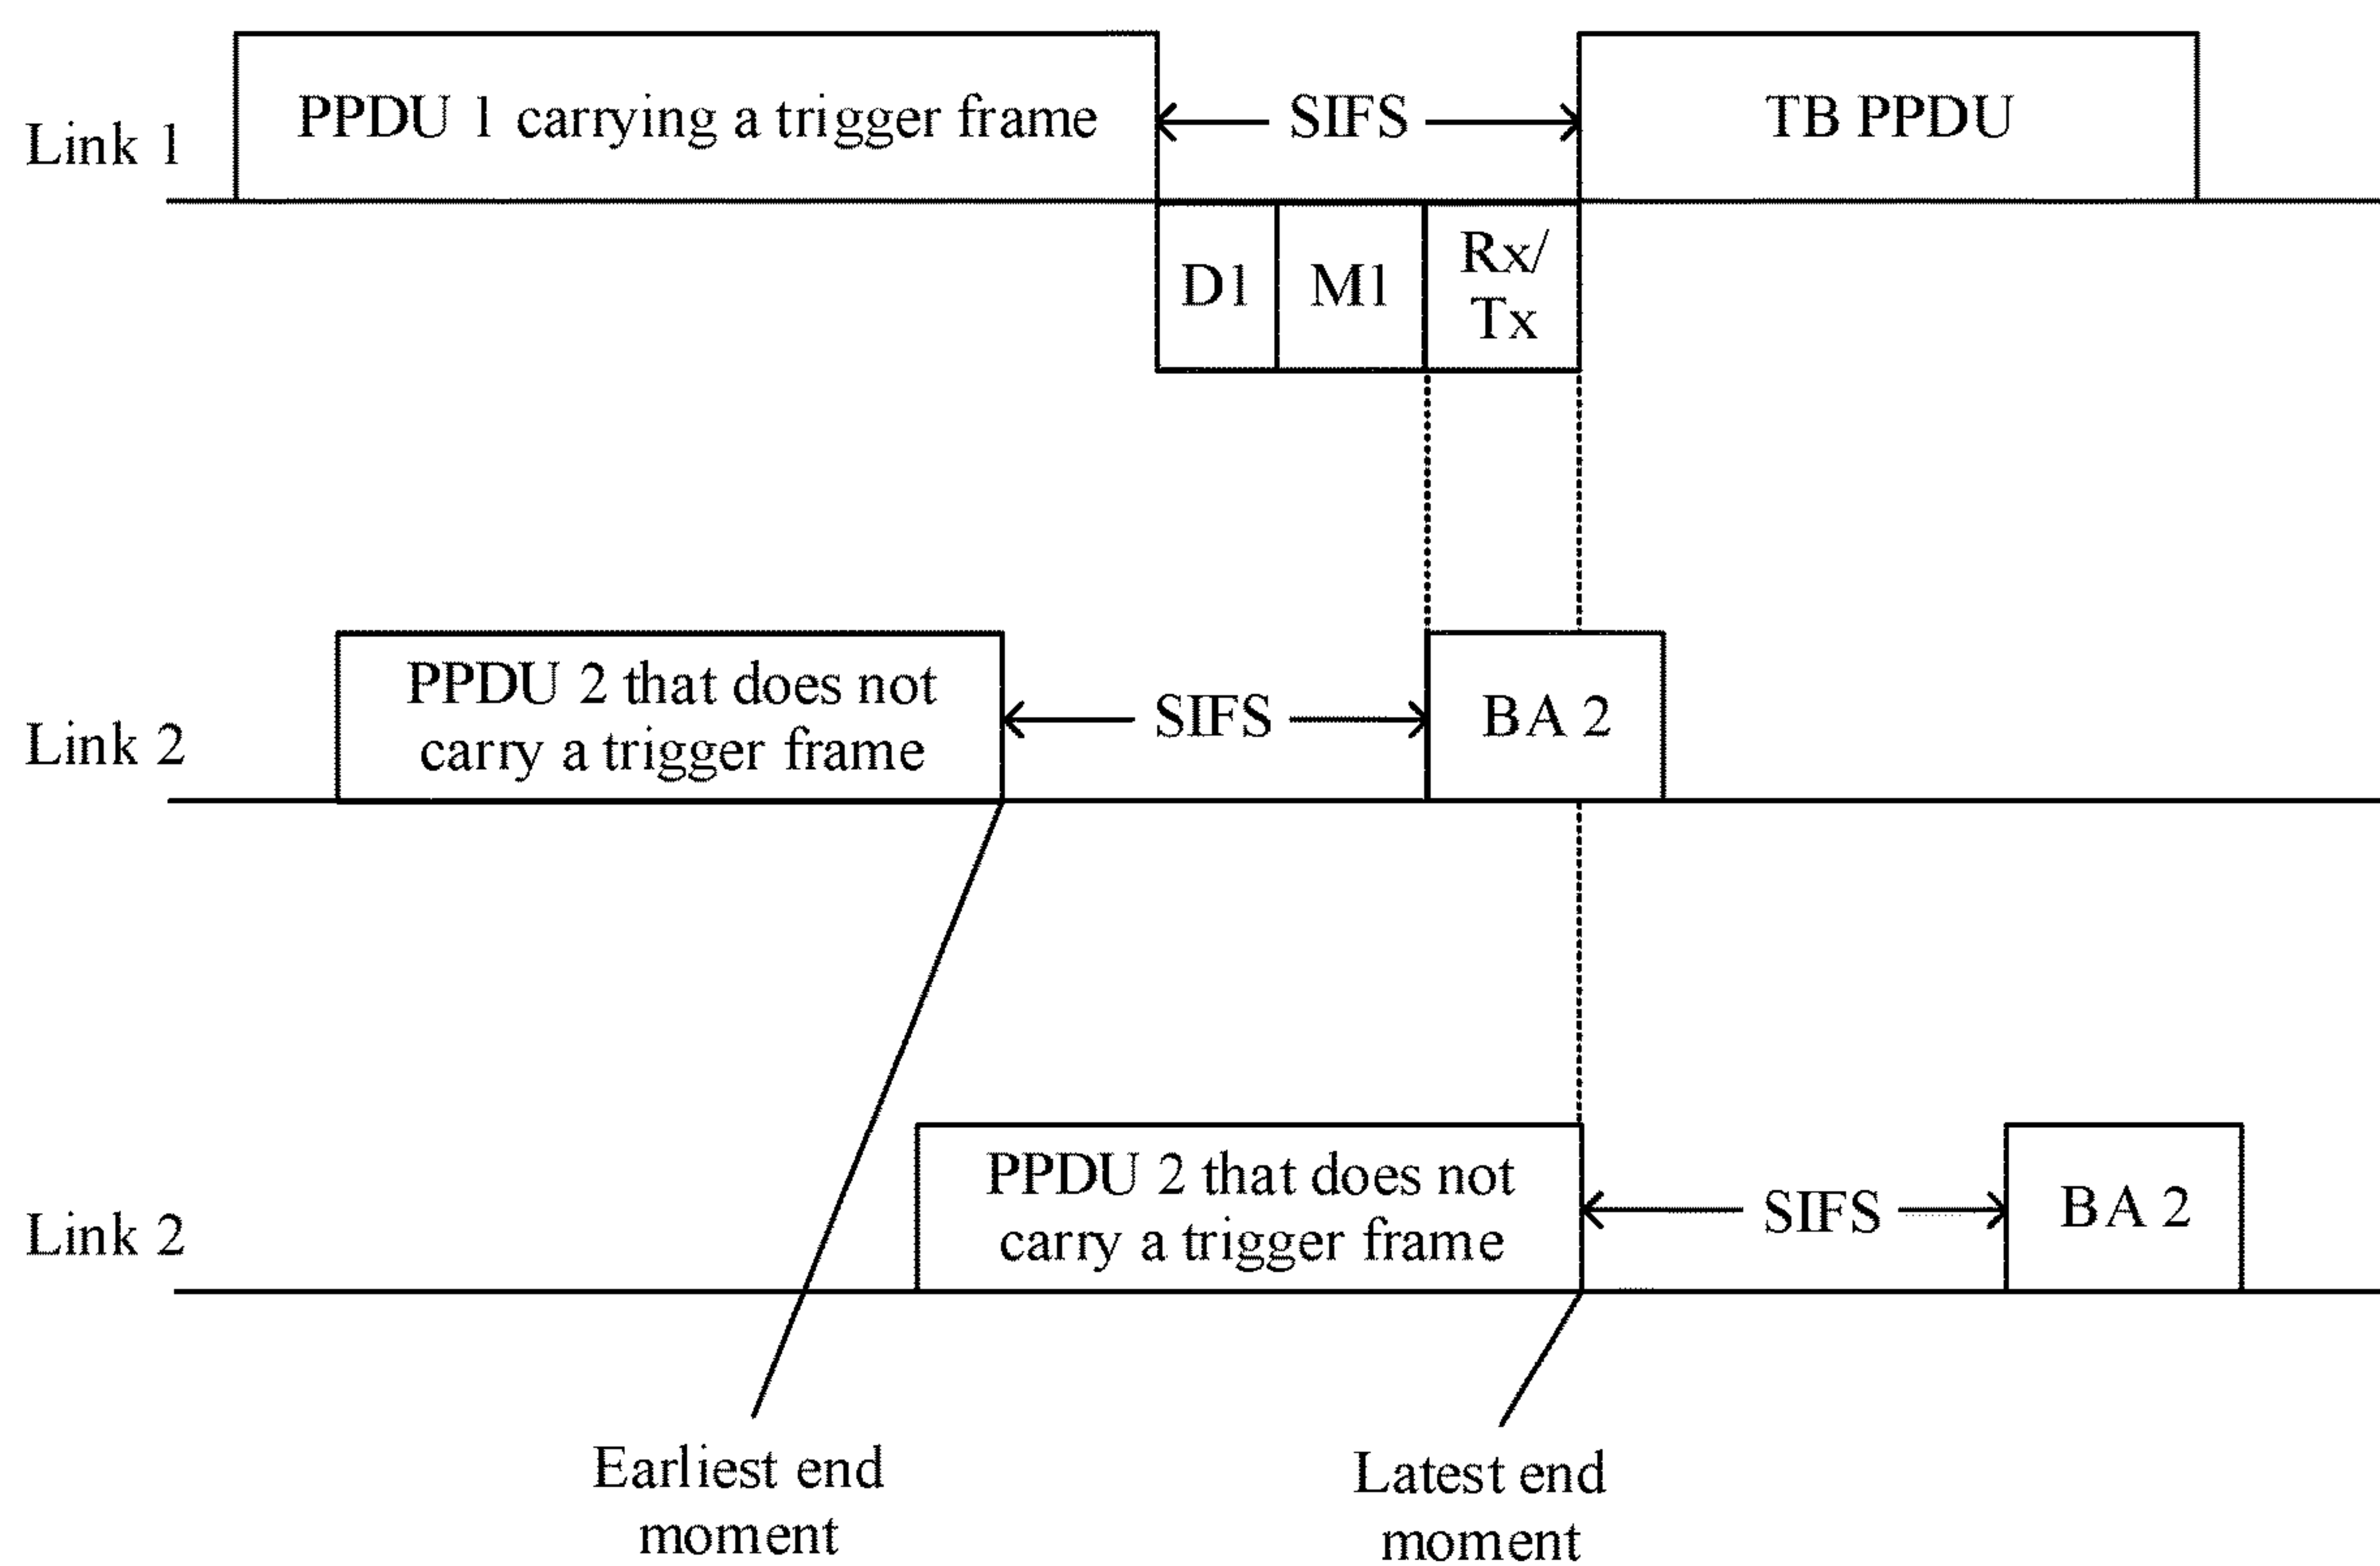 Link 1
PPDU 1 carrying a trigger frame
SIFS
TB PPDU
D1
M1
Rx/
Tx
Link 2
PPDU 2 that does not
carry a trigger frame
SIFS
BA 2
Link 2
PPDU 2 that does not
carry a trigger frame
SIFS
BA 2
Earliest end
moment
Latest end
moment